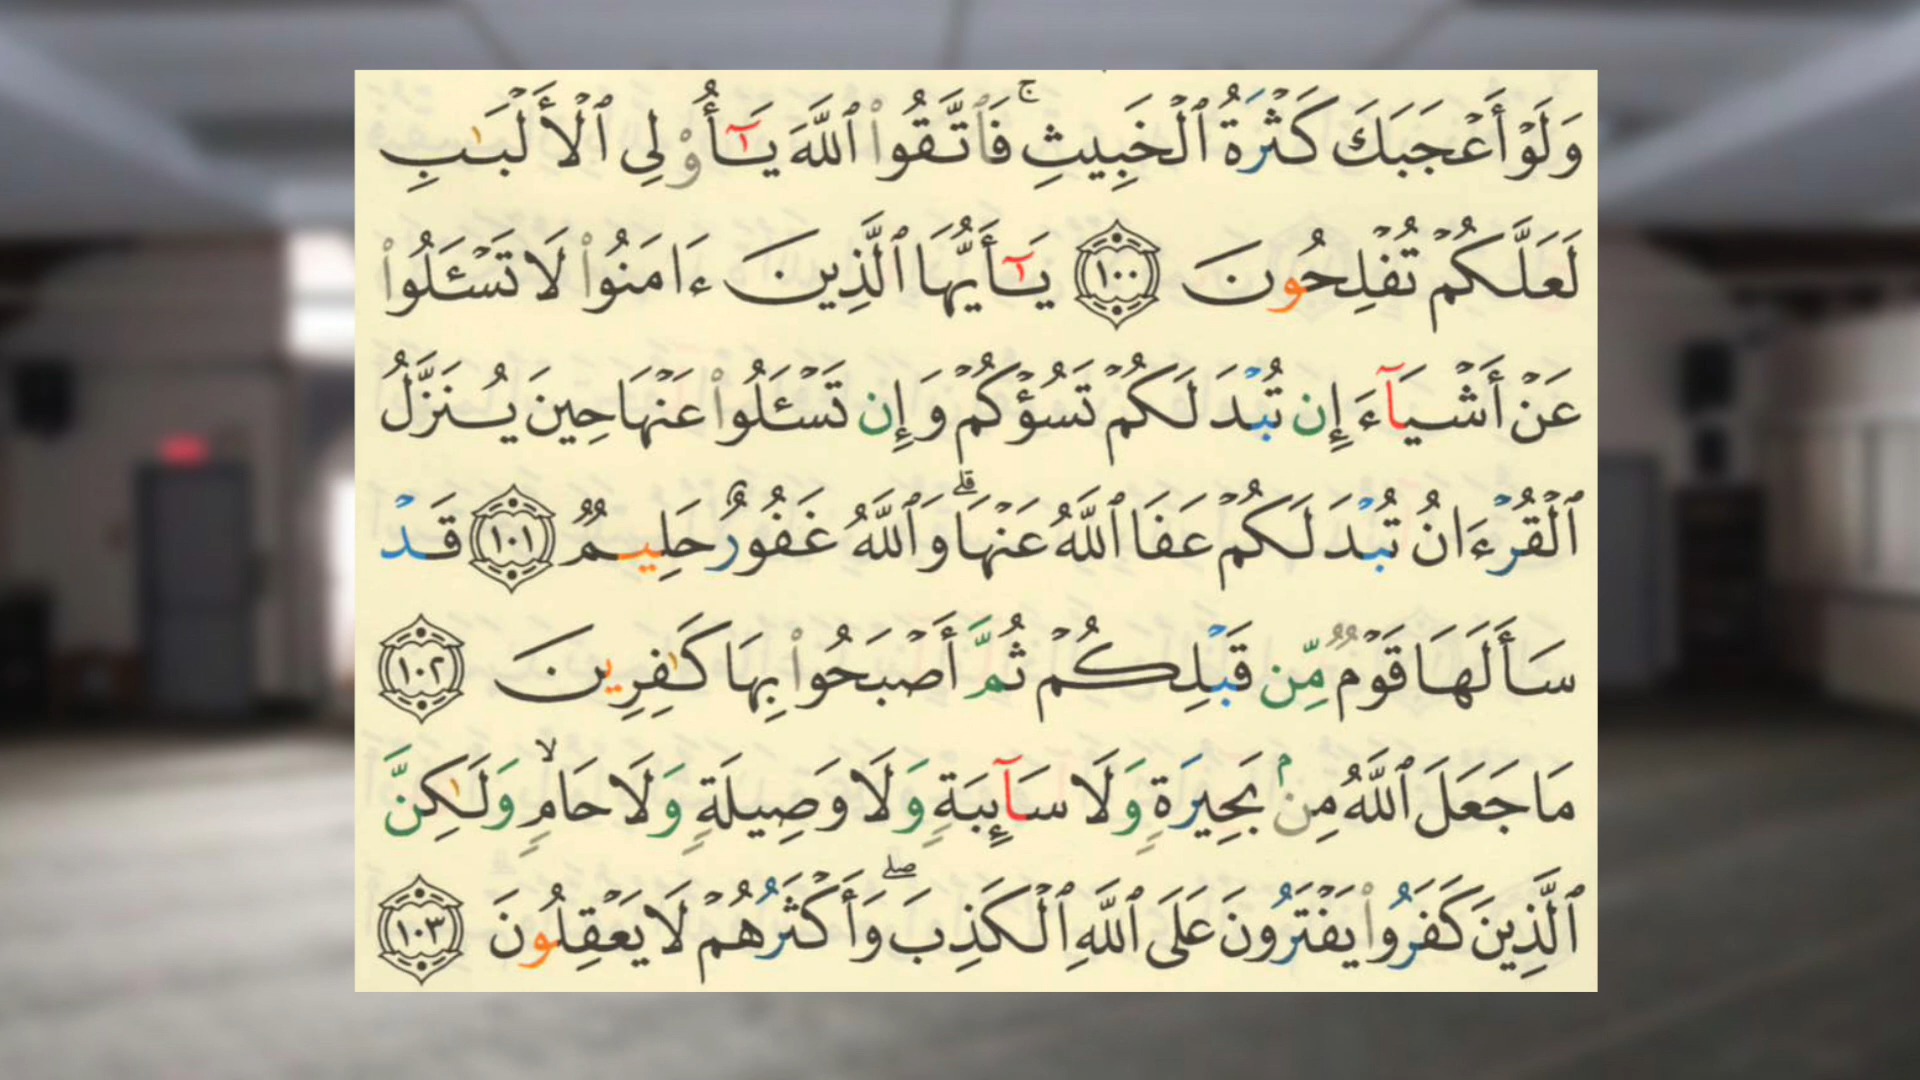 وَلَوْ أَعْجَبَكَ كَثْرَةُ ٱلْخَبِيثِ ۚ فَٱتَّقُوا۟ ٱللَّهَ يَـٰٓأُو۟لِى ٱلْأَلْبَـٰبِ
لَعَلَّكُمْ تُفْلِحُونَ ١٠٠ يَـٰٓأَيُّهَا ٱلَّذِينَ ءَامَنُوا۟ لَا تَسْـَٔلُوا۟
عَنْ أَشْيَآءَ إِن تُبْدَ لَكُمْ تَسُؤْكُمْ وَإِن تَسْـَٔلُوا۟ عَنْهَا حِينَ يُنَزَّلُ
ٱلْقُرْءَانُ تُبْدَ لَكُمْ عَفَا ٱللَّهُ عَنْهَا ۗ وَٱللَّهُ غَفُورٌ حَلِيمٌ ١٠١ قَدْ
سَأَلَهَا قَوْمٌ مِّن قَبْلِكُمْ ثُمَّ أَصْبَحُوا۟ بِهَا كَـٰفِرِينَ ١٠٢
مَا جَعَلَ ٱللَّهُ مِنۢ بَحِيرَةٍ وَلَا سَآئِبَةٍ وَلَا وَصِيلَةٍ وَلَا حَامٍ ۙ وَلَـٰكِنَّ
ٱلَّذِينَ كَفَرُوا۟ يَفْتَرُونَ عَلَى ٱللَّهِ ٱلْكَذِبَ ۖ وَأَكْثَرُهُمْ لَا يَعْقِلُونَ ١٠٣